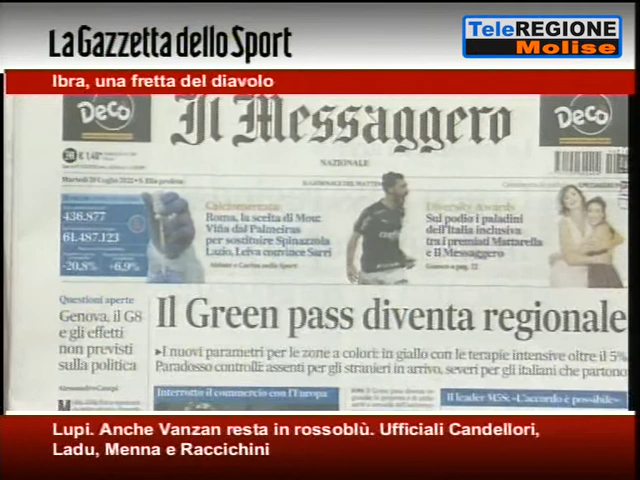 La Gazzetta dello Sport
TeleREGIONE
Molise
Ibra, una fretta del diavolo
Deco
Il Messaggero
Deco
€ 1,40*
NAZIONALE
IL GIORNALE DEL MATTINO
436.877
61.487.123
-20,8%
+6,9%
Calciomercato
Roma, la scelta di Mou:
Viña dal Palmeiras
per sostituire Spinazzola
Lazio, Leiva convince Sarri
Diversity Awards
Sul podio i paladini
dell'Italia inclusiva
tra i premiati Mattarella
e Il Messaggero
Questioni aperte
Genova, il G8
e gli effetti
non previsti
sulla politica
Il Green pass diventa regionale
▸I nuovi parametri per le zone a colori: in giallo con le terapie intensive oltre il 5%
Paradosso controlli: assenti per gli stranieri in arrivo, severi per gli italiani che partono
Interrotto il commercio con l'Europa
Il leader M5S: «L'accordo è possibile»
Lupi. Anche Vanzan resta in rossoblù. Ufficiali Candellori,
Ladu, Menna e Raccichini